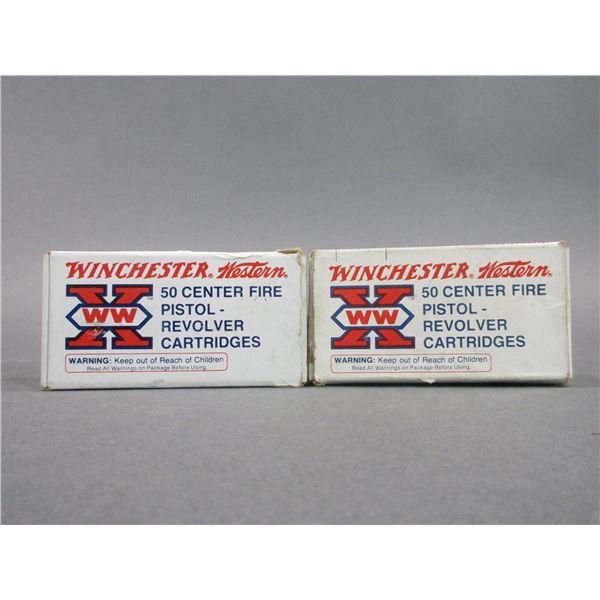 WINCHESTER® Western®
X™
WW
50 CENTER FIRE
PISTOL -
REVOLVER
CARTRIDGES
WARNING: Keep out of Reach of Children
Read All Warnings on Package Before Using.
WINCHESTER® Western®
X™
WW
50 CENTER FIRE
PISTOL -
REVOLVER
CARTRIDGES
WARNING: Keep out of Reach of Children
Read All Warnings on Package Before Using.